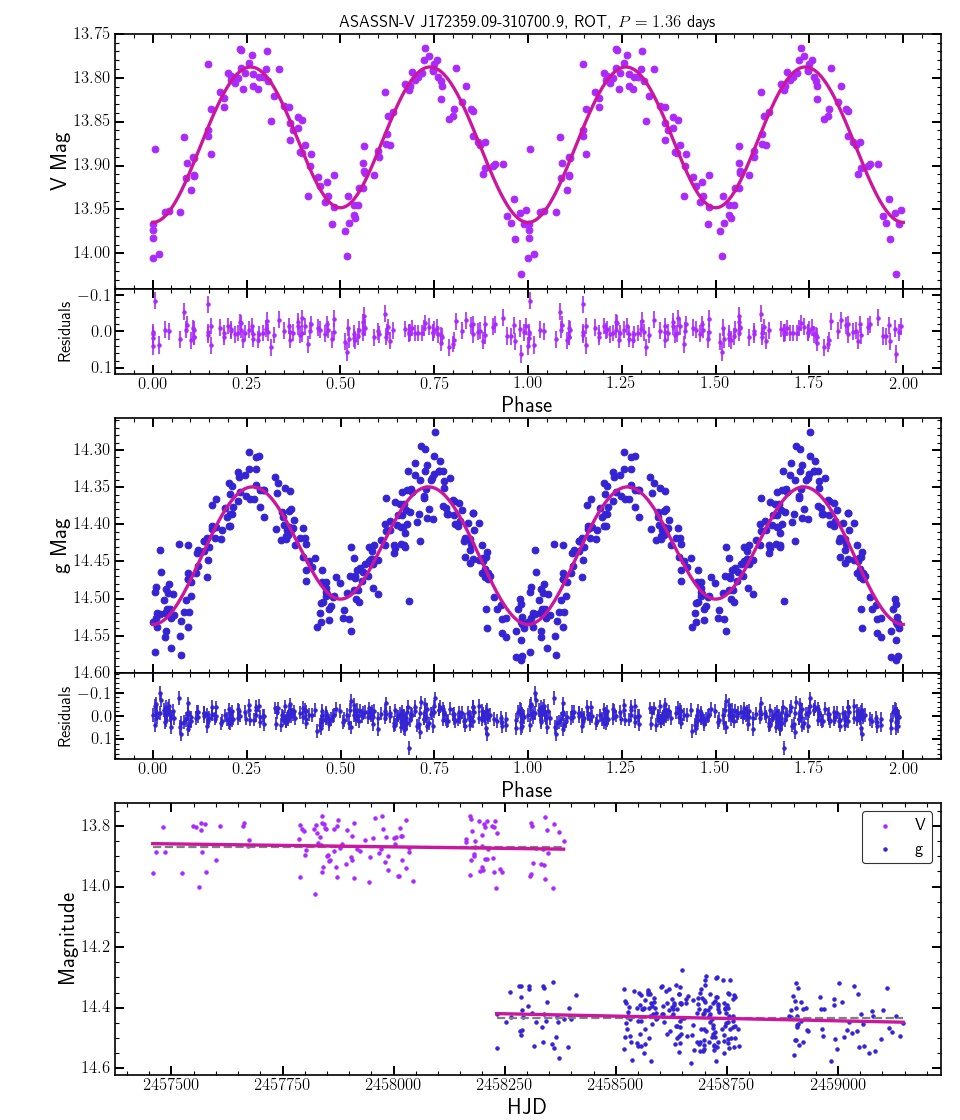 ASASSN-V J172359.09-310700.9, ROT, P = 1.36 days
13.75
13.80
13.85
13.90
13.95
14.00
V Mag
−0.1
0.0
0.1
Residuals
0.00 0.25 0.50 0.75 1.00 1.25 1.50 1.75 2.00
Phase
14.30
14.35
14.40
14.45
14.50
14.55
14.60
g Mag
−0.1
0.0
0.1
Residuals
0.00 0.25 0.50 0.75 1.00 1.25 1.50 1.75 2.00
Phase
13.8
14.0
14.2
14.4
14.6
Magnitude
V
g
2457500 2457750 2458000 2458250 2458500 2458750 2459000
HJD